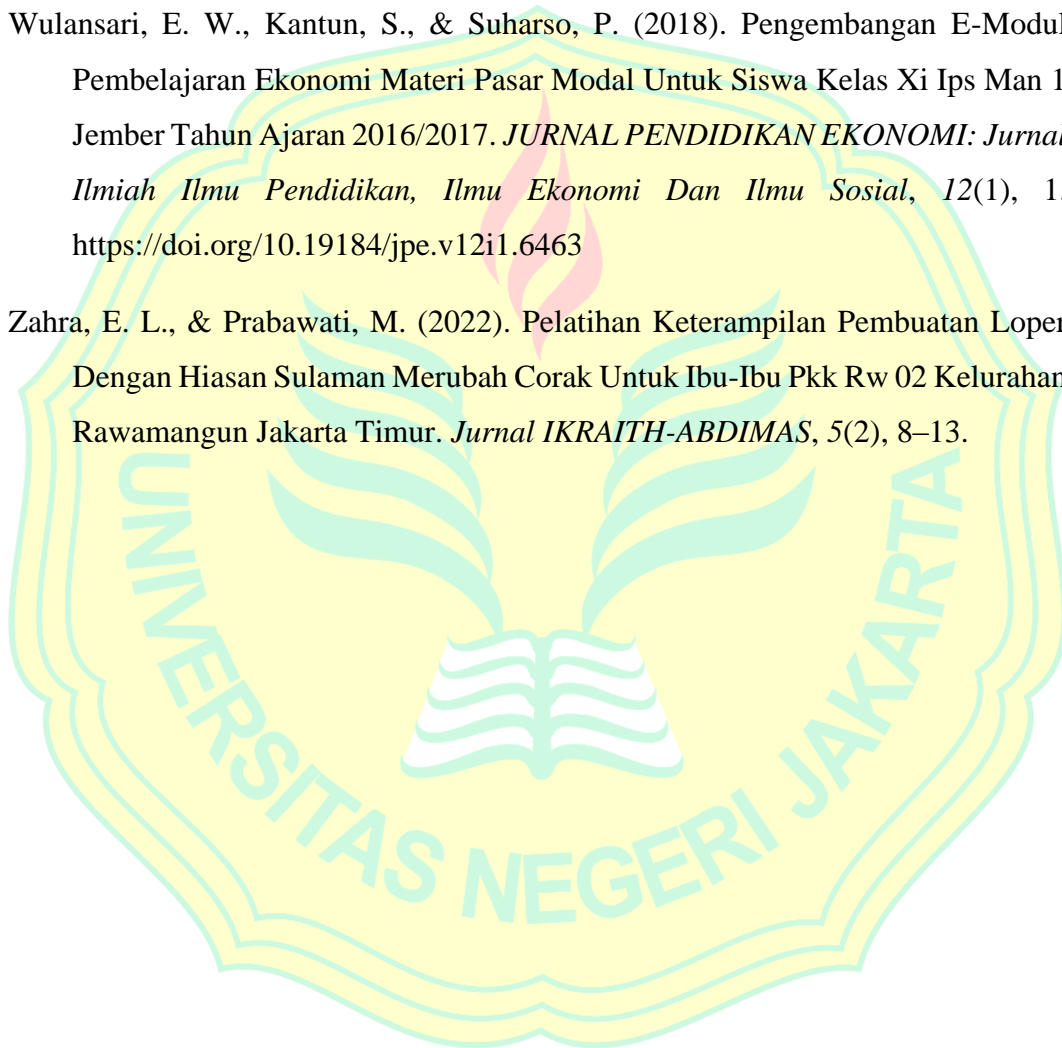 Wulansari, E. W., Kantun, S., & Suharso, P. (2018). Pengembangan E-Modul
Pembelajaran Ekonomi Materi Pasar Modal Untuk Siswa Kelas Xi Ips Man 1
Jember Tahun Ajaran 2016/2017. JURNAL PENDIDIKAN EKONOMI: Jurnal
Ilmiah Ilmu Pendidikan, Ilmu Ekonomi Dan Ilmu Sosial, 12(1), 1.
https://doi.org/10.19184/jpe.v12i1.6463
Zahra, E. L., & Prabawati, M. (2022). Pelatihan Keterampilan Pembuatan Loper
Dengan Hiasan Sulaman Merubah Corak Untuk Ibu-Ibu Pkk Rw 02 Kelurahan
Rawamangun Jakarta Timur. Jurnal IKRAITH-ABDIMAS, 5(2), 8–13.
UNIVERSITAS NEGERI JAKARTA